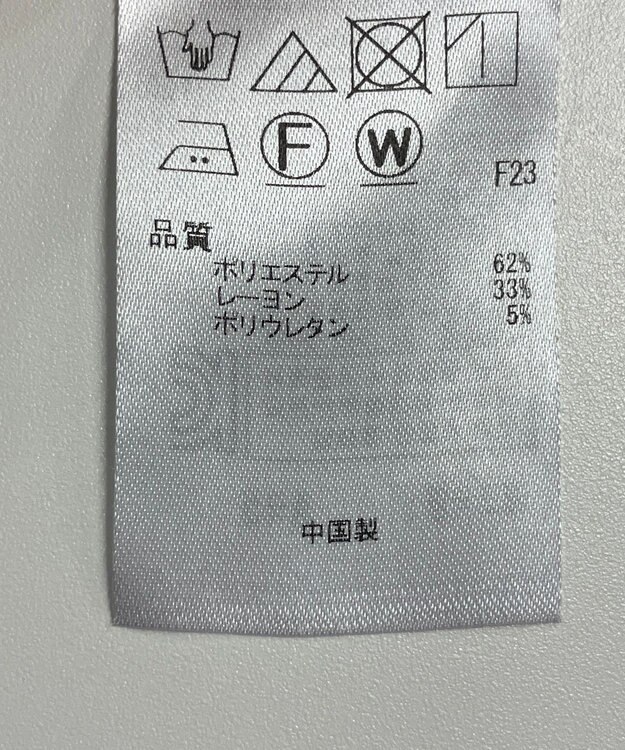 F W
F23
品質
ポリエステル 62%
レーヨン 33%
ポリウレタン 5%
中国製